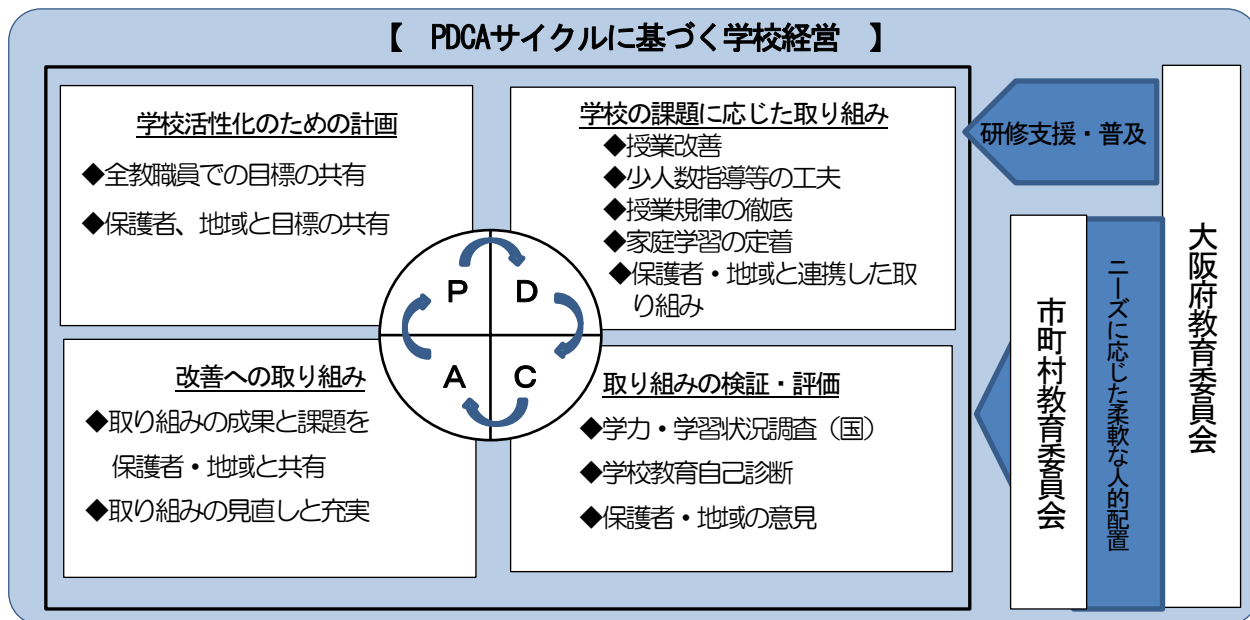 【 PDCAサイクルに基づく学校経営 】
学校活性化のための計画
◆全教職員での目標の共有
◆保護者、地域と目標の共有
学校の課題に応じた取り組み
◆授業改善
◆少人数指導等の工夫
◆授業規律の徹底
◆家庭学習の定着
◆保護者・地域と連携した取
り組み
P
D
A
C
改善への取り組み
◆取り組みの成果と課題を
保護者・地域と共有
◆取り組みの見直しと充実
取り組みの検証・評価
◆学力・学習状況調査（国）
◆学校教育自己診断
◆保護者・地域の意見
研修支援・普及
市町村教育委員会
ニーズに応じた柔軟な人的配置
大阪府教育委員会